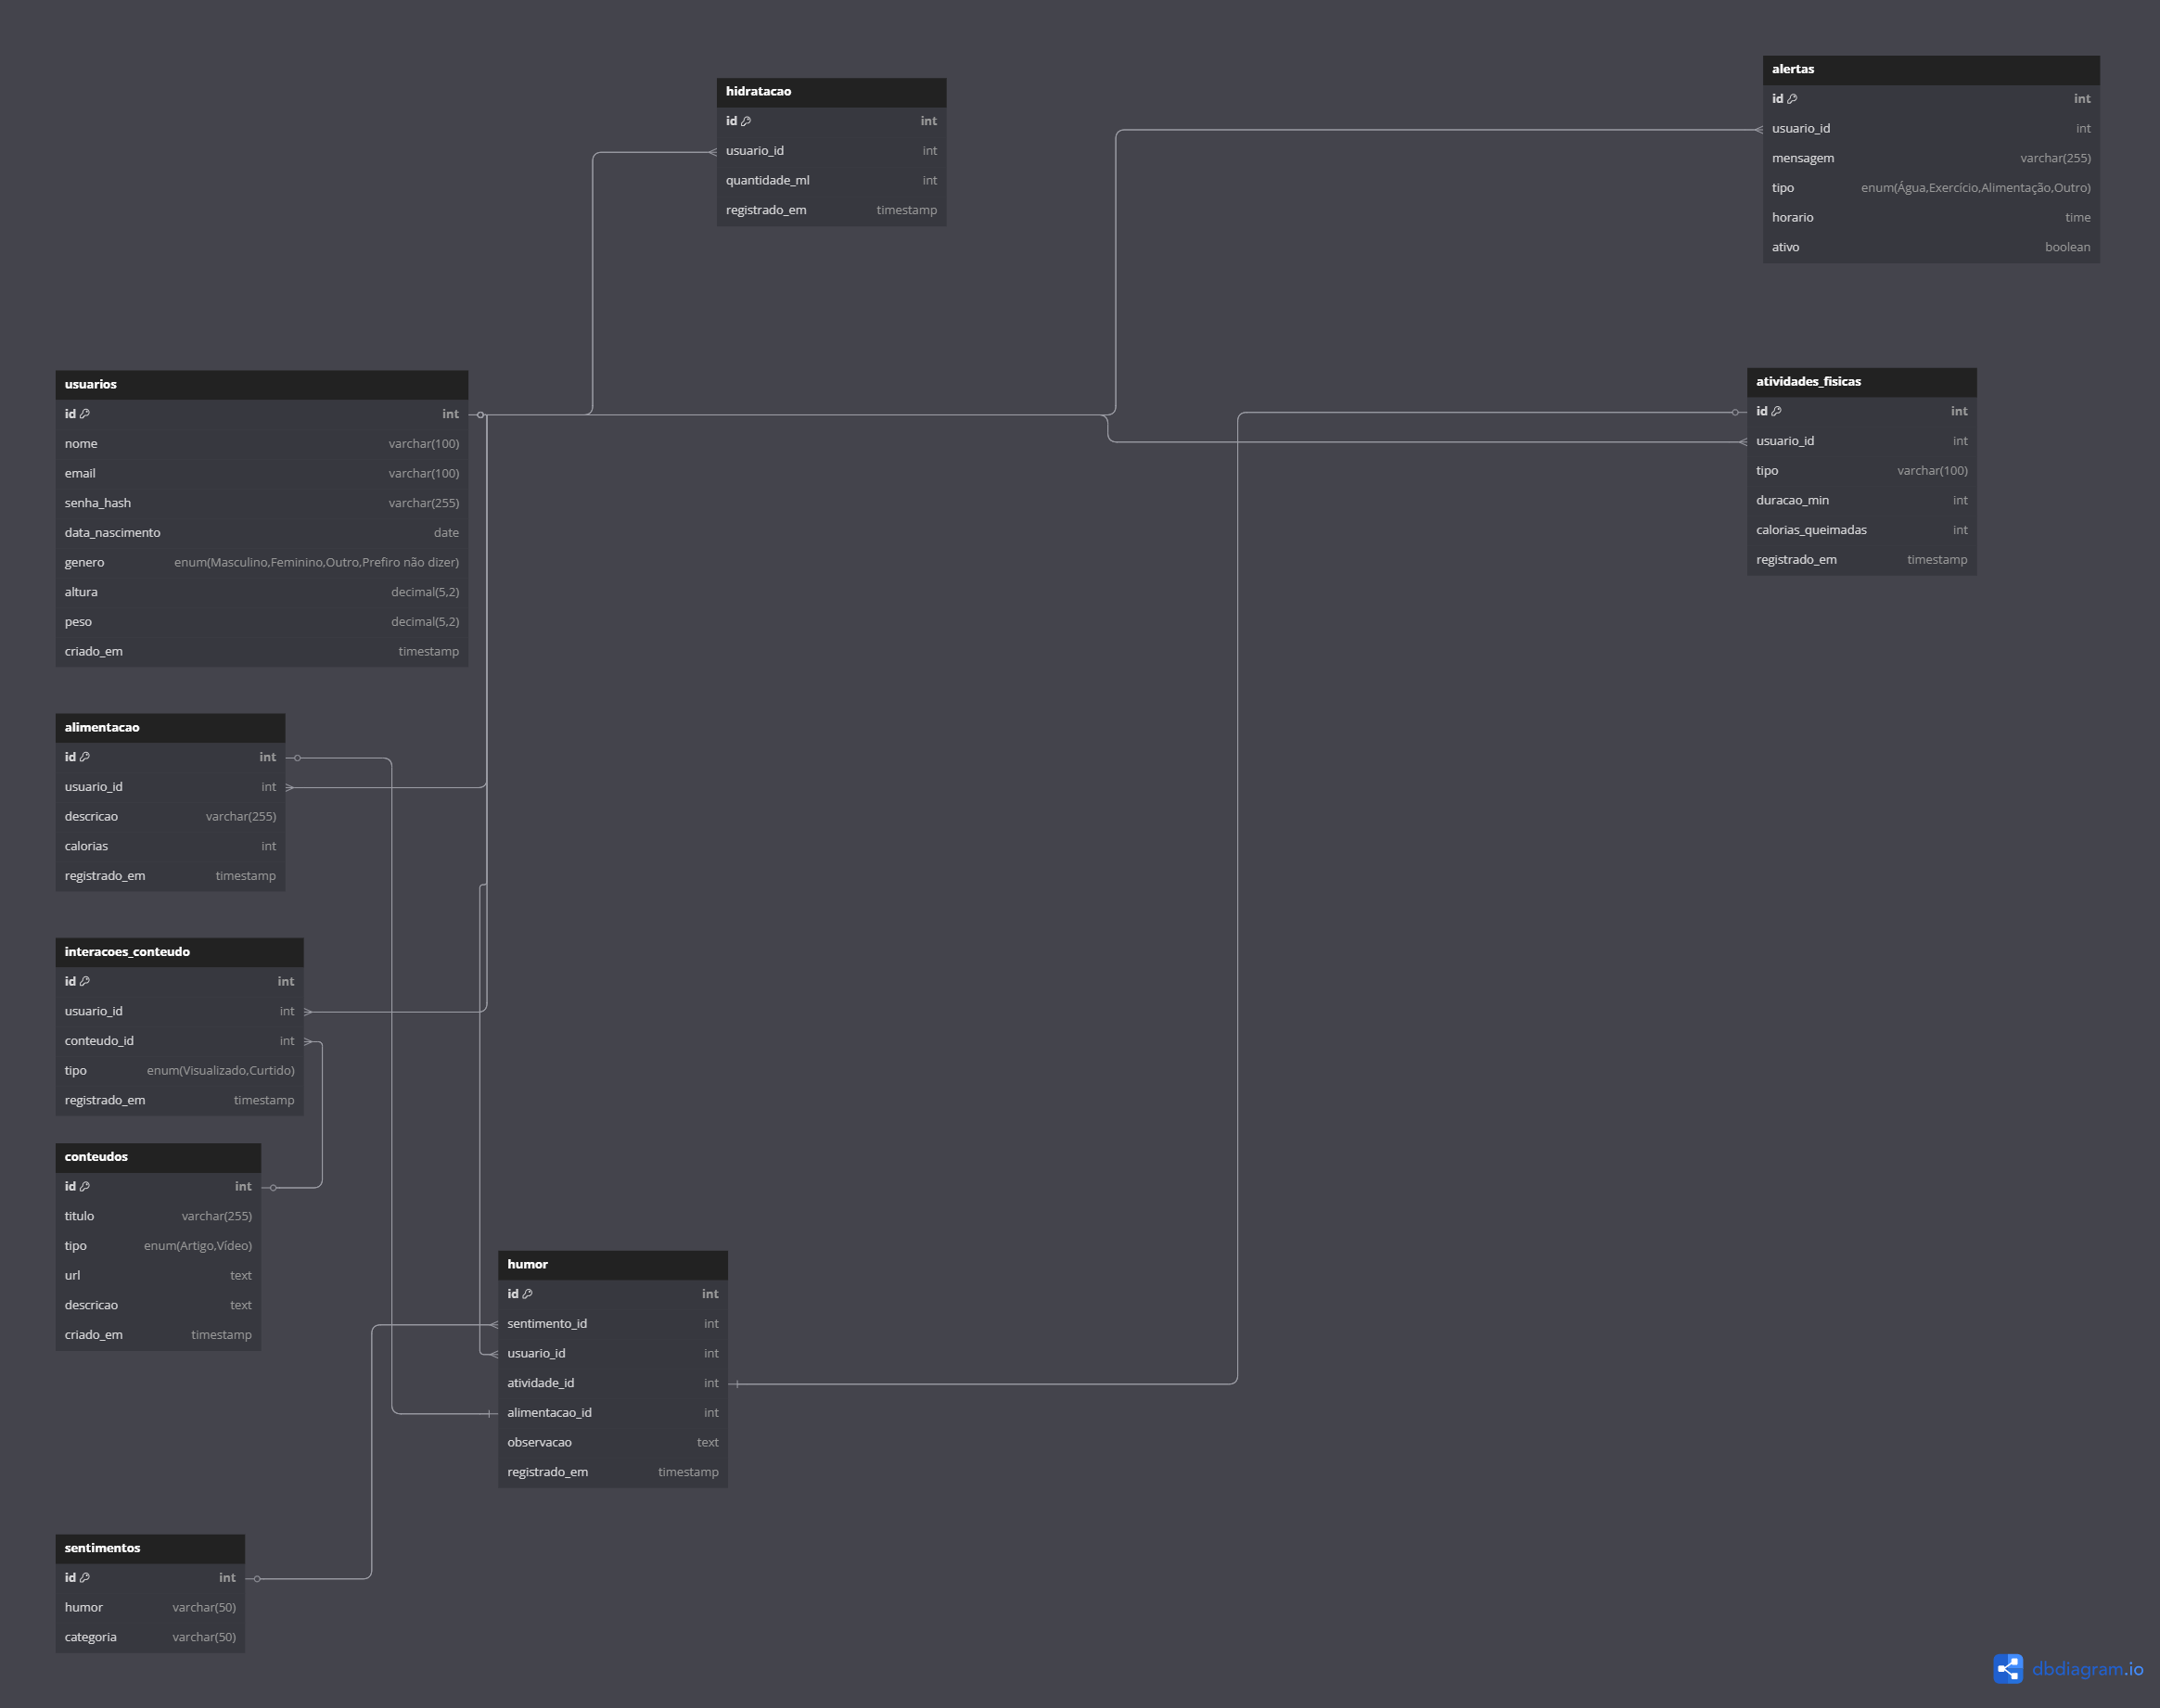 hidratacao
id int
usuario_id int
quantidade_ml int
registrado_em timestamp
alertas
id int
usuario_id int
mensagem varchar(255)
tipo enum(Água,Exercício,Alimentação,Outro)
horario time
ativo boolean
usuarios
id int
nome varchar(100)
email varchar(100)
senha_hash varchar(255)
data_nascimento date
genero enum(Masculino,Feminino,Outro,Prefiro não dizer)
altura decimal(5,2)
peso decimal(5,2)
criado_em timestamp
atividades_fisicas
id int
usuario_id int
tipo varchar(100)
duracao_min int
calorias_queimadas int
registrado_em timestamp
alimentacao
id int
usuario_id int
descricao varchar(255)
calorias int
registrado_em timestamp
interacoes_conteudo
id int
usuario_id int
conteudo_id int
tipo enum(Visualizado,Curtido)
registrado_em timestamp
conteudos
id int
titulo varchar(255)
tipo enum(Artigo,Vídeo)
url text
descricao text
criado_em timestamp
humor
id int
sentimento_id int
usuario_id int
atividade_id int
alimentacao_id int
observacao text
registrado_em timestamp
sentimentos
id int
humor varchar(50)
categoria varchar(50)
dbdiagram.io